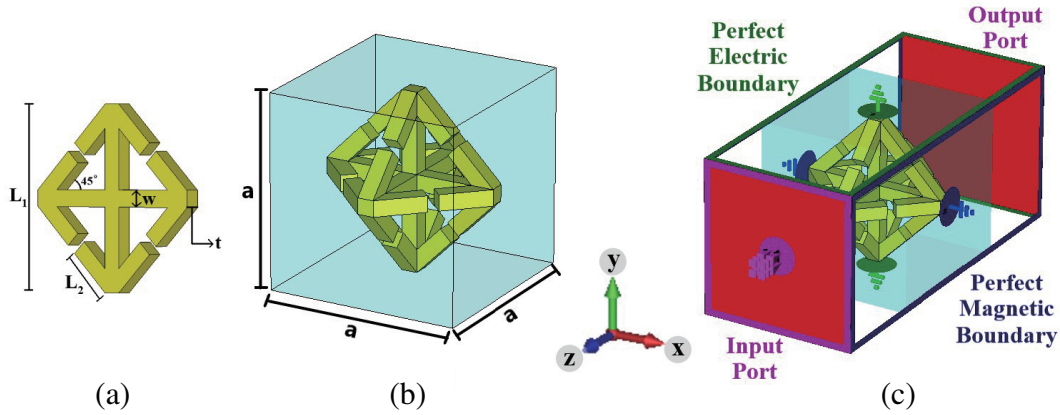 L1
45°
w
t
L2
(a)
a
a
a
(b)
y
z
x
Perfect
Electric
Boundary
Output
Port
Input
Port
Perfect
Magnetic
Boundary
(c)